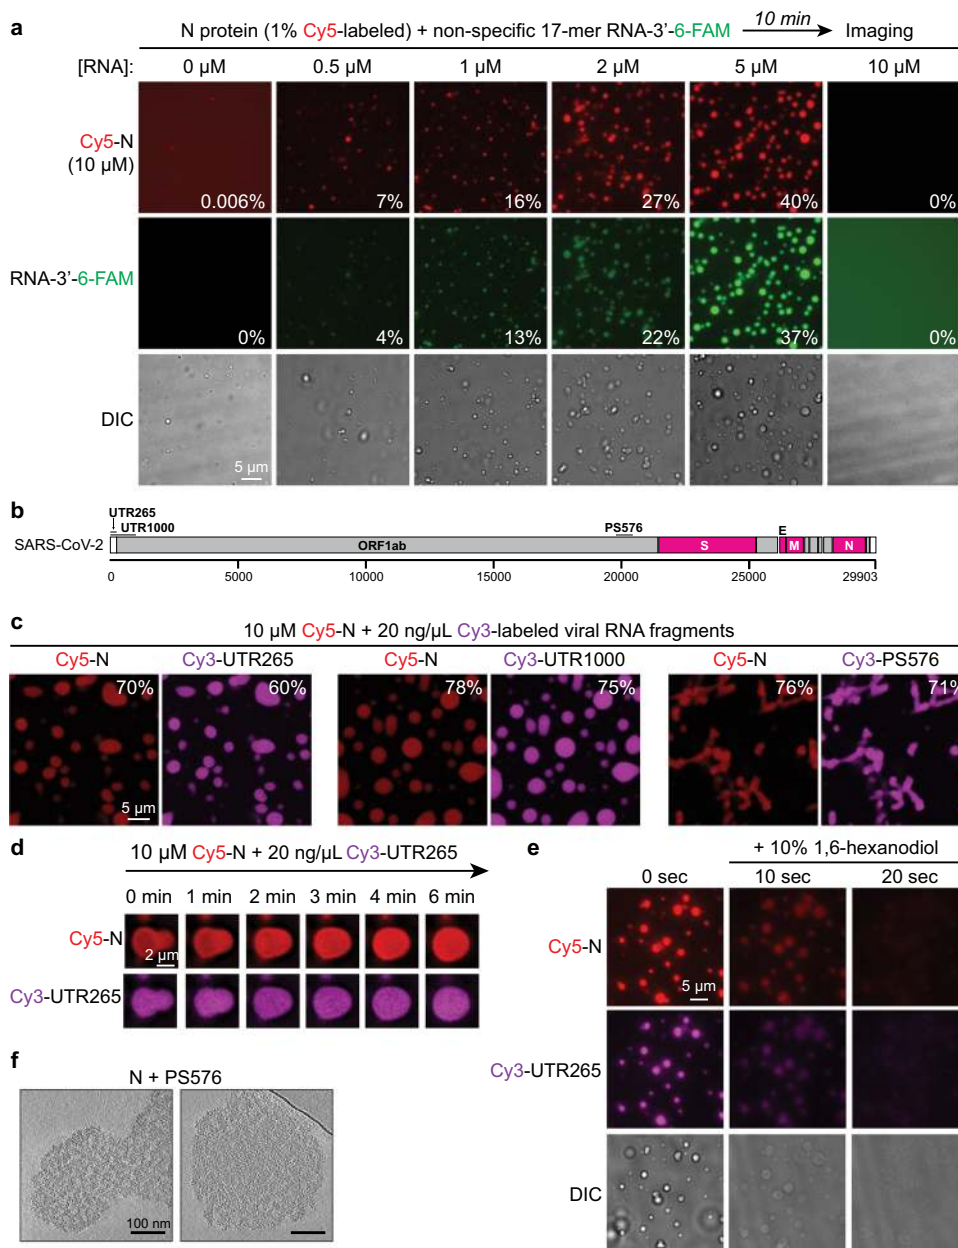 a
N protein (1% Cy5-labeled) + non-specific 17-mer RNA-3'-6-FAM 10 min Imaging
[RNA]: 0 µM 0.5 µM 1 µM 2 µM 5 µM 10 µM
Cy5-N
(10 µM)
0.006% 7% 16% 27% 40% 0%
RNA-3'-6-FAM
0% 4% 13% 22% 37% 0%
DIC
5 µm
b
UTR265
UTR1000 PS576 E
SARS-CoV-2 ORF1ab S M N
0 5000 10000 15000 20000 25000 29903
c
10 µM Cy5-N + 20 ng/µL Cy3-labeled viral RNA fragments
Cy5-N Cy3-UTR265 Cy5-N Cy3-UTR1000 Cy5-N Cy3-PS576
70% 60% 78% 75% 76% 71%
5 µm
d
10 µM Cy5-N + 20 ng/µL Cy3-UTR265
0 min 1 min 2 min 3 min 4 min 6 min
Cy5-N
2 µm
Cy3-UTR265
e
+ 10% 1,6-hexanodiol
0 sec 10 sec 20 sec
Cy5-N
5 µm
Cy3-UTR265
DIC
f
N + PS576
100 nm